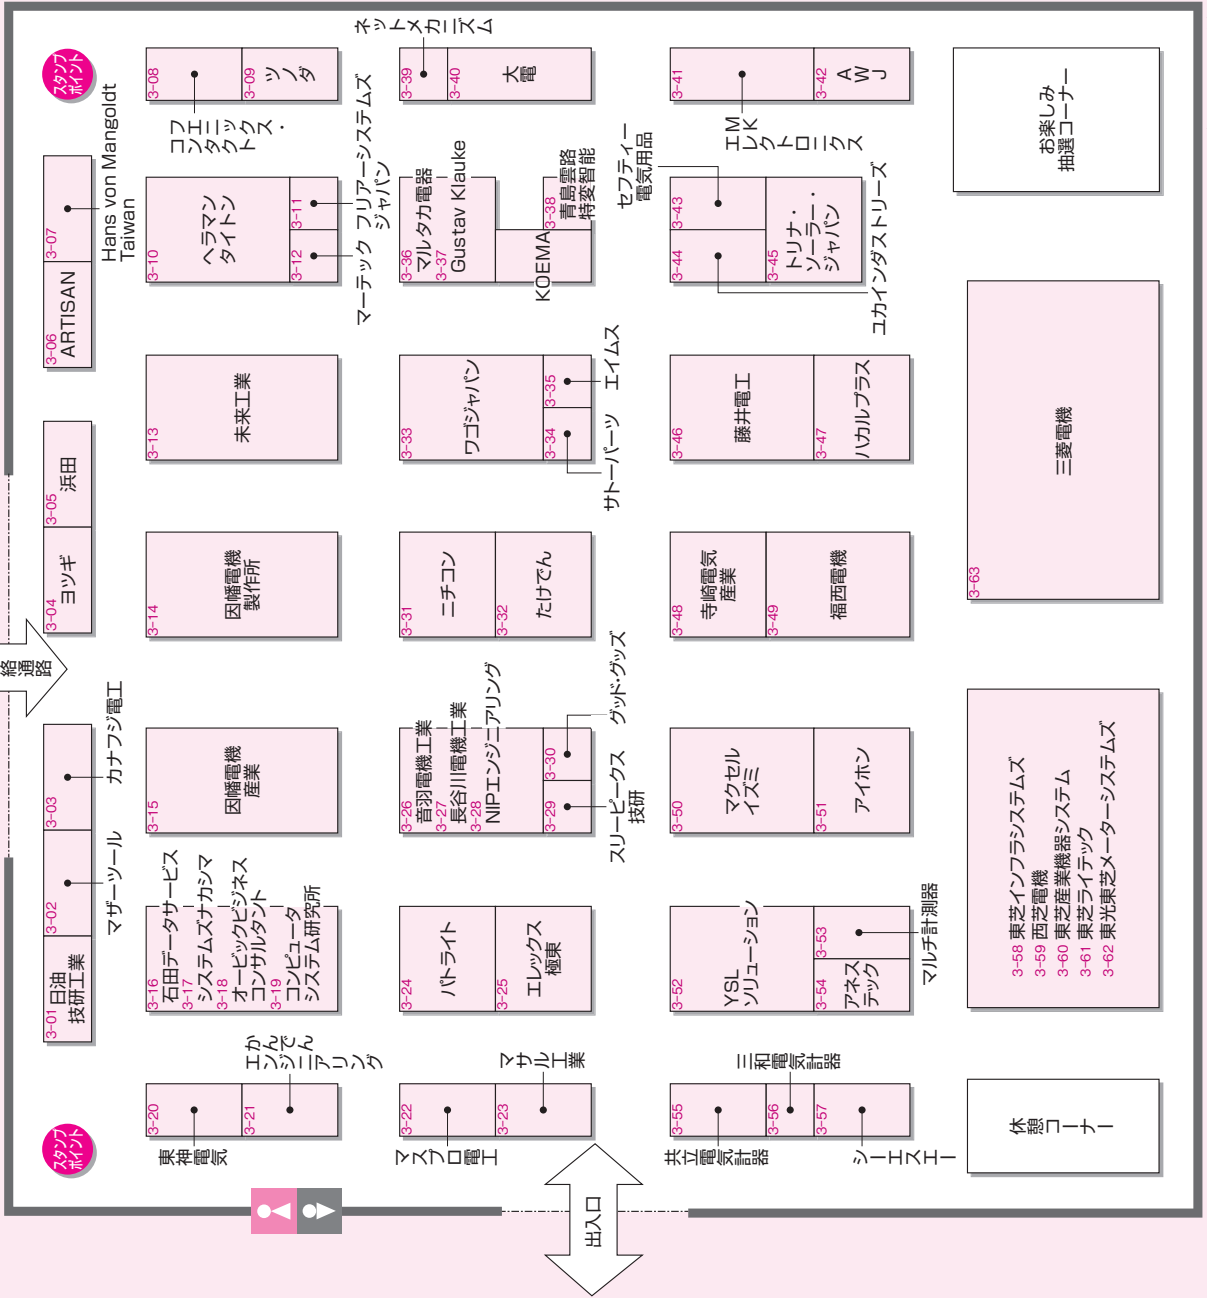 スタンプ
ポイント
3-08
フエニックス・
コンタクト
3-09
ツノダ
ネットメカニズム
3-39
3-40
大電
3-41
MK
エレクトロニクス
3-42
AWJ
お楽しみ
抽選コーナー
3-07
Hans von Mangoldt
Taiwan
3-06
ARTISAN
3-10
ヘラマン
タイトン
3-11
フリアーシステムズ
ジャパン
3-12
マーテック
3-36
マルタカ電器
3-37
Gustav Klauke
KOEMA
3-38
青島雲路
特変智能
セフティー
電気用品
3-43
3-44
ユカインダストリーズ
3-45
トリナ・
ソーラー・
ジャパン
3-13
未来工業
3-33
ワゴジャパン
3-35
エイムス
3-34
サトーパーツ
3-46
藤井電工
3-47
ハカルプラス
3-63
三菱電機
3-05
浜田
3-04
ヨツギ
3-14
因幡電機
製作所
3-31
ニチコン
3-32
たけでん
3-48
寺崎電気
産業
3-49
福西電機
絡
通
路
3-03
カナフジ電工
3-02
マザーツール
3-01
日油
技研工業
3-15
因幡電機
産業
3-26
音羽電機工業
3-27
長谷川電機工業
3-28
NIPエンジニアリング
3-30
グッド・グッズ
3-29
スリーピークス
技研
3-50
マクセル
イズミ
3-51
アイホン
3-58 東芝インフラシステムズ
3-59 西芝電機
3-60 東芝産業機器システム
3-61 東芝ライテック
3-62 東光東芝メーターシステムズ
3-16
石田データサービス
3-17
システムズナカシマ
3-18
オービックビジネス
コンサルタント
3-19
コンピュータ
システム研究所
3-24
パトライト
3-25
エレックス
極東
3-52
YSL
ソリューション
3-53
マルチ計測器
3-54
アネス
テック
スタンプ
ポイント
3-20
東神電気
3-21
かんでん
エンジニアリング
3-22
マスプロ電工
3-23
マサル工業
3-55
共立電気計器
3-56
三和電気計器
3-57
シーエスエー
休憩コーナー
出入口